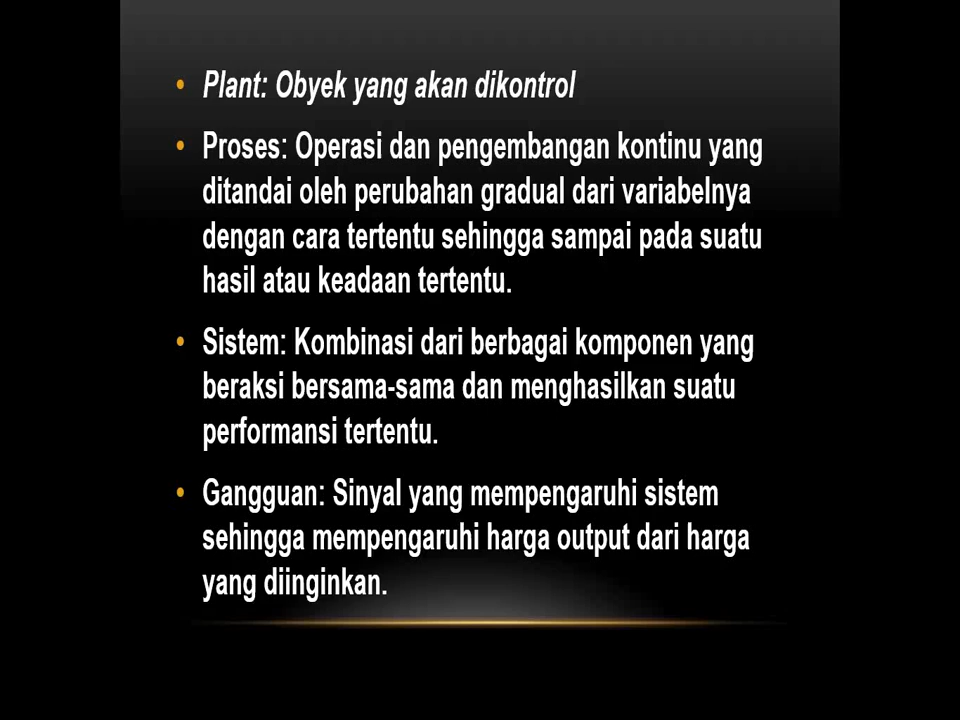 • Plant: Obyek yang akan dikontrol
• Proses: Operasi dan pengembangan kontinu yang
ditandai oleh perubahan gradual dari variabelnya
dengan cara tertentu sehingga sampai pada suatu
hasil atau keadaan tertentu.
• Sistem: Kombinasi dari berbagai komponen yang
beraksi bersama-sama dan menghasilkan suatu
performansi tertentu.
• Gangguan: Sinyal yang mempengaruhi sistem
sehingga mempengaruhi harga output dari harga
yang diinginkan.